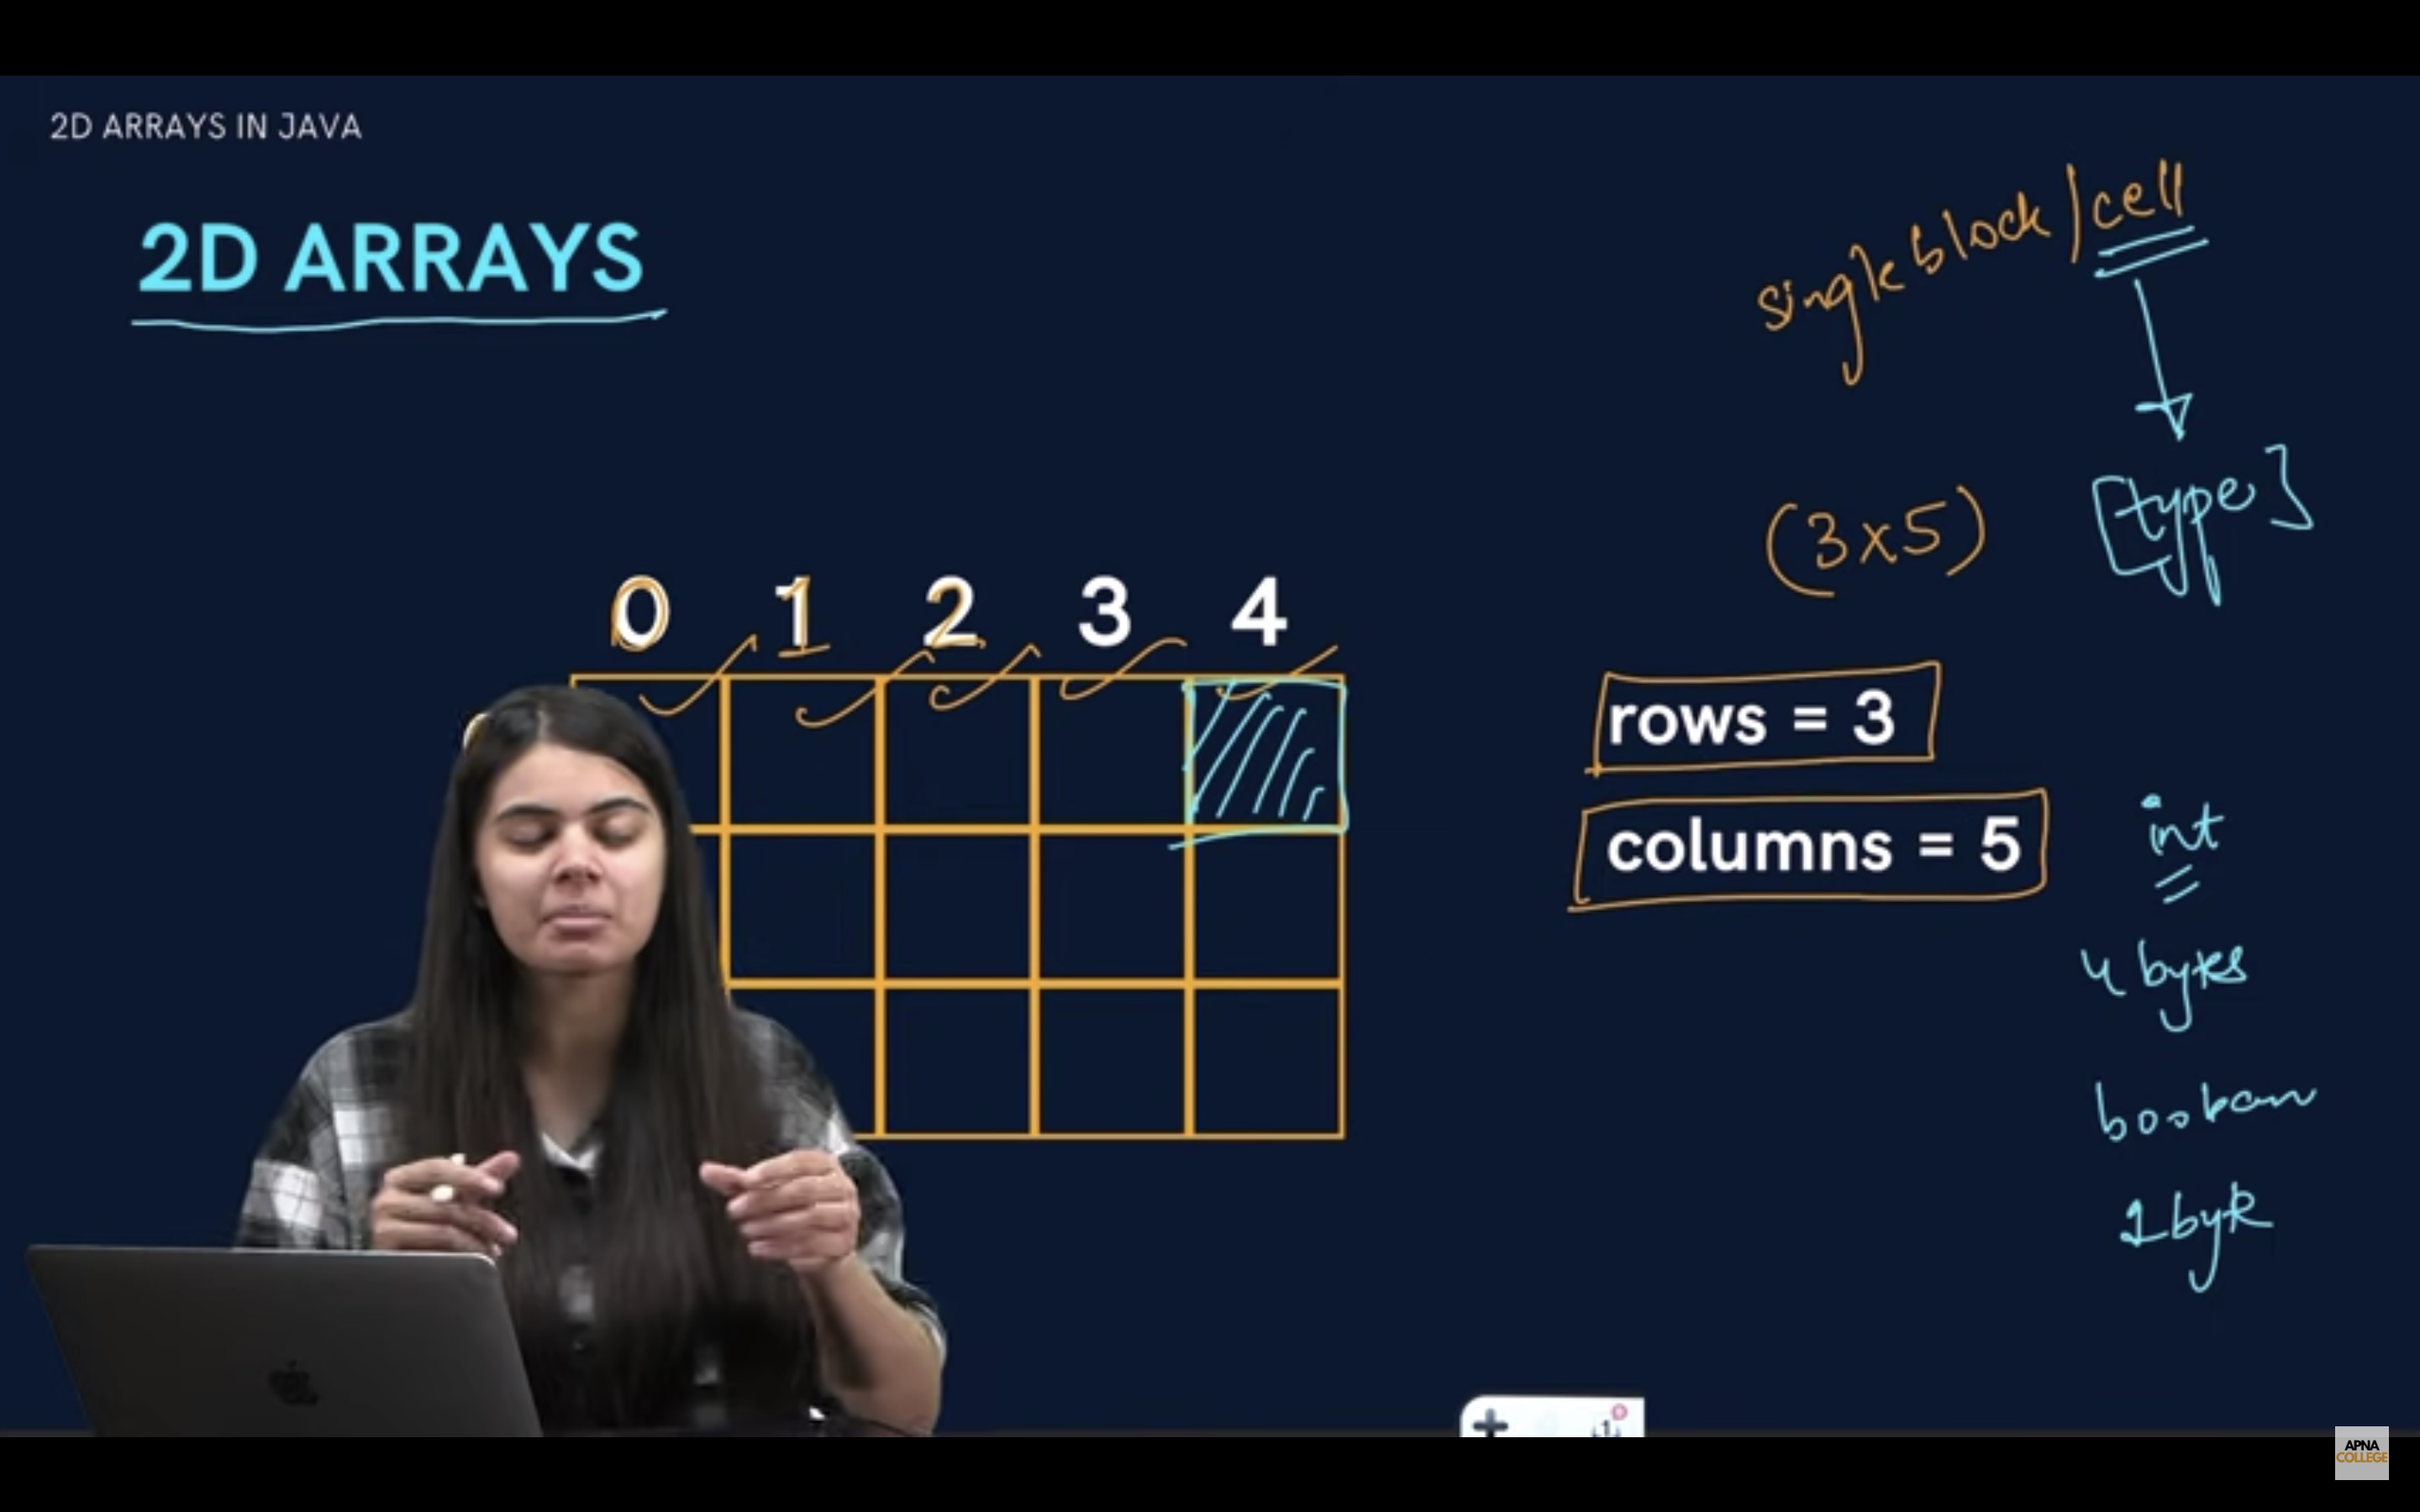 2D ARRAYS IN JAVA
2D ARRAYS
single block / cell
[type]
(3x5)
0 1 2 3 4
rows = 3
columns = 5
int
4 bytes
boolean
1 byte
APNA
COLLEGE